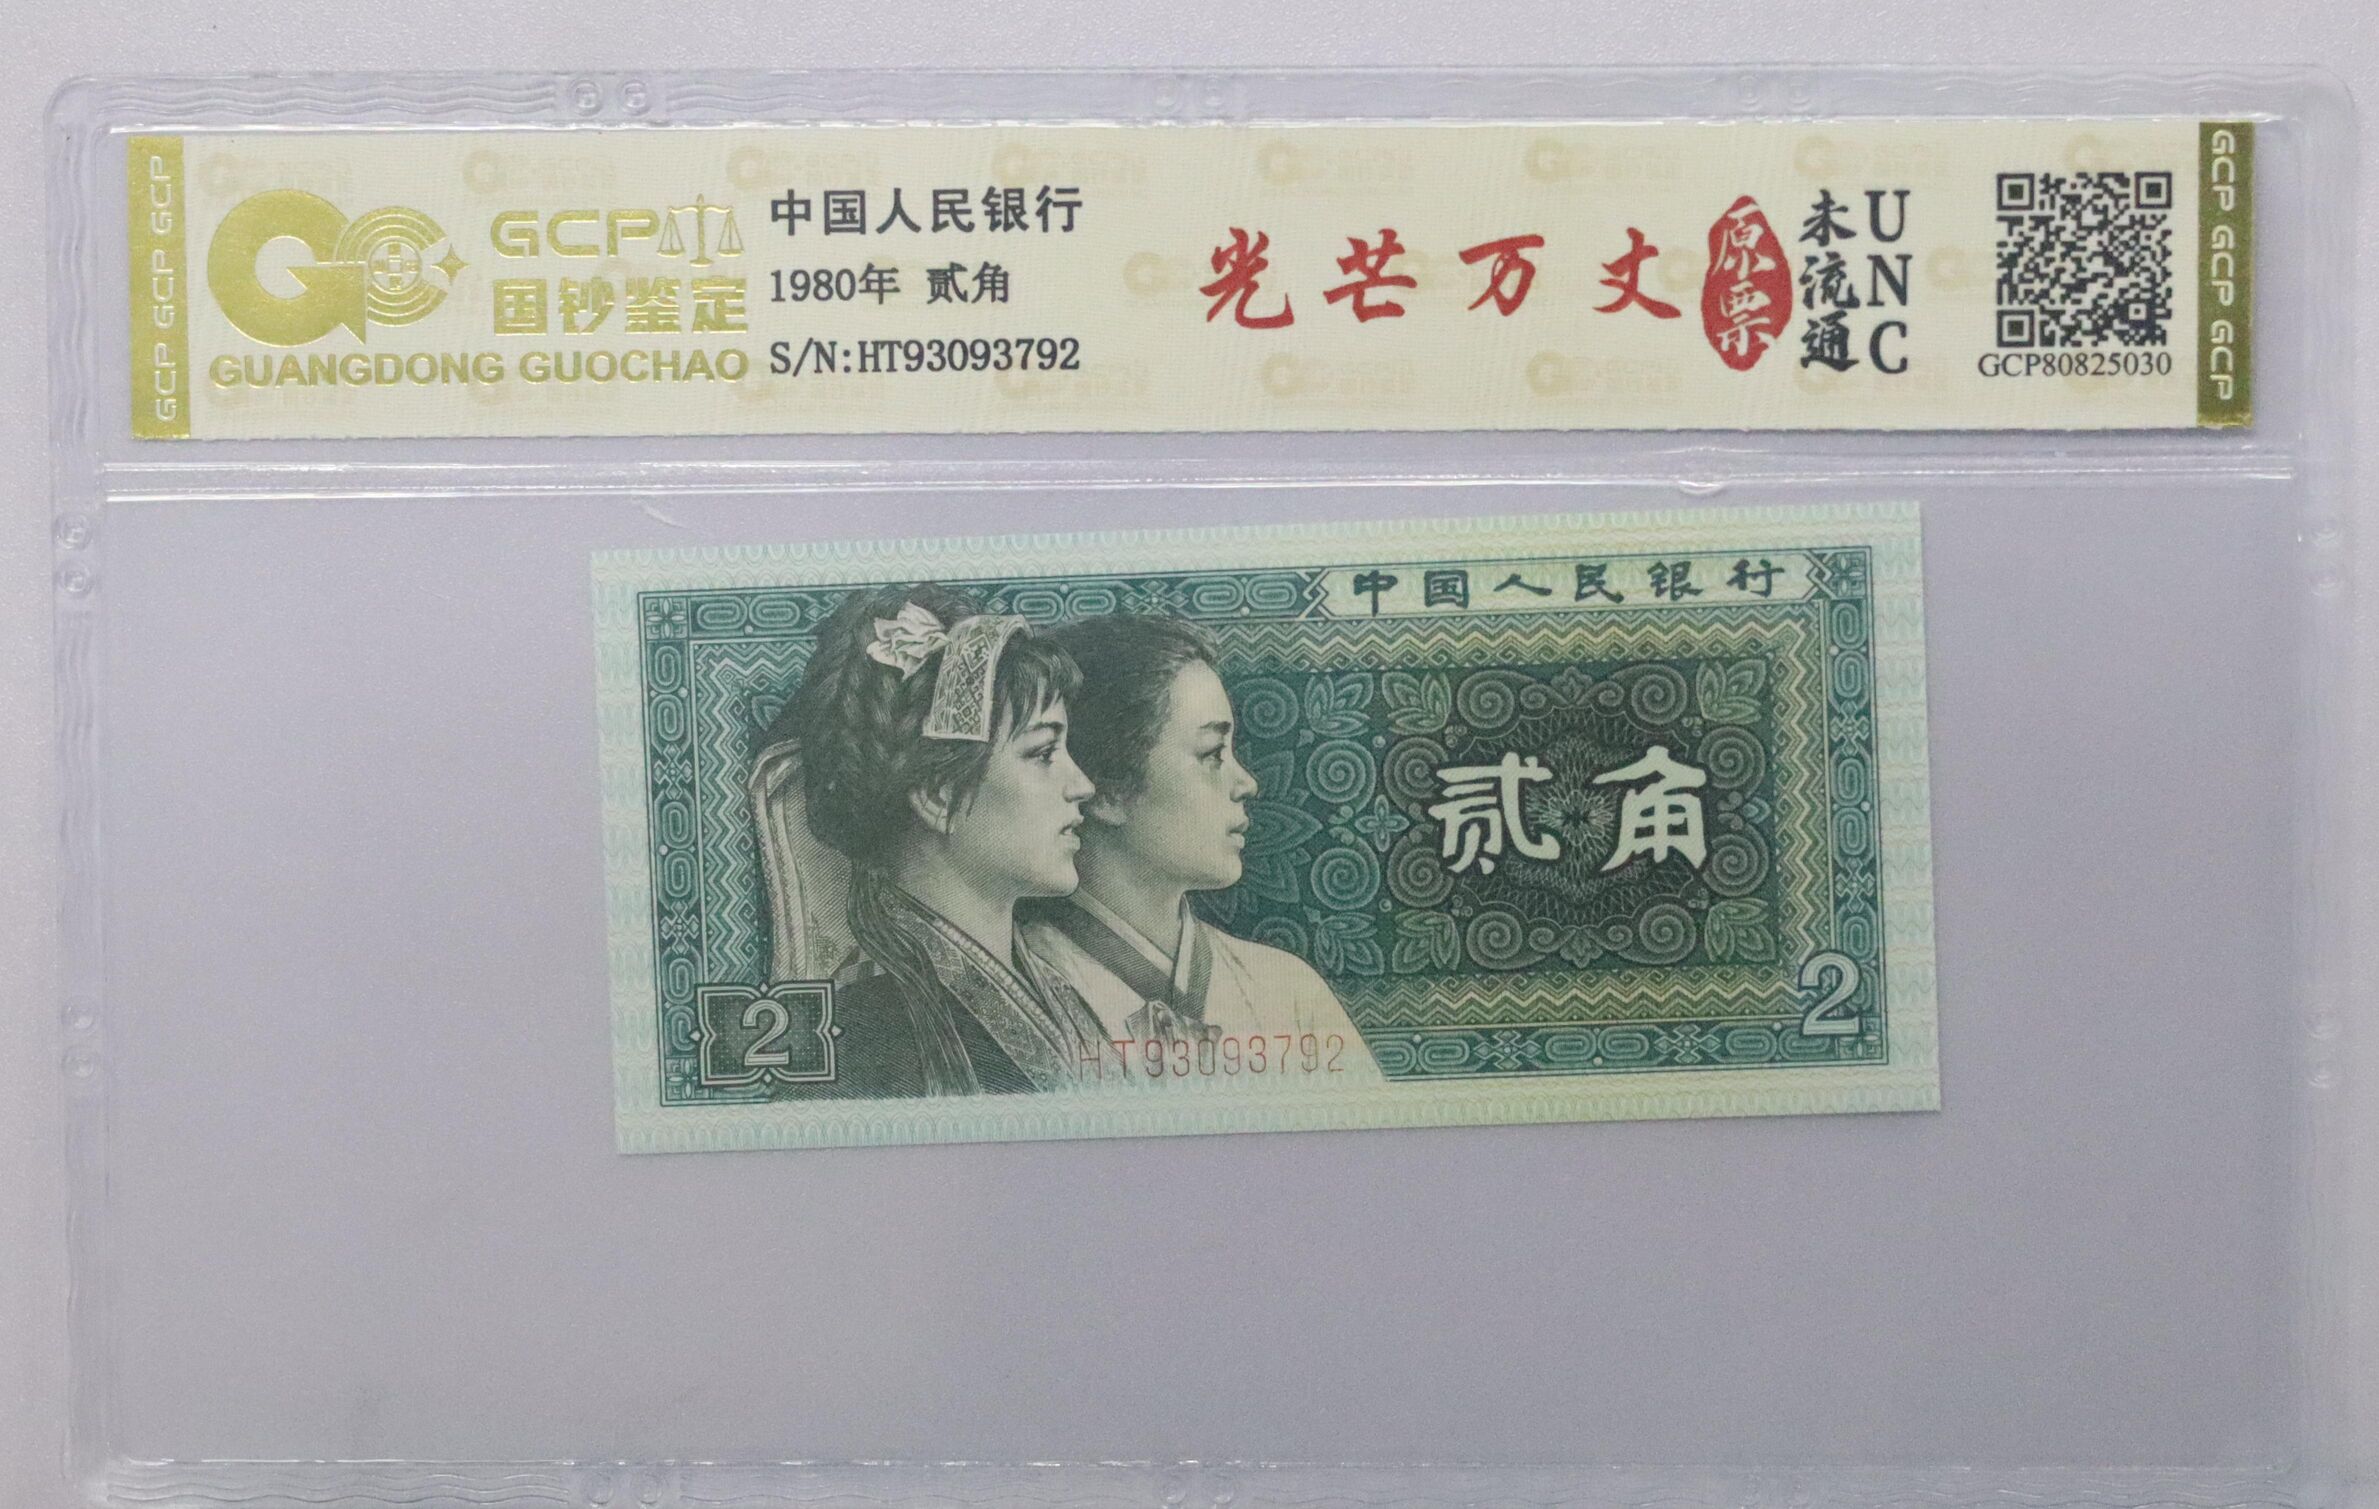 GCP GCP GCP
GCP
国钞鉴定
GUANGDONG GUOCHAO
中国人民银行
1980年 贰角
S/N:HT93093792
光芒万丈
原票
未流通
UNC
GCP80825030
GCP GCP GCP
中国人民银行
贰角
2
2
HT93093792